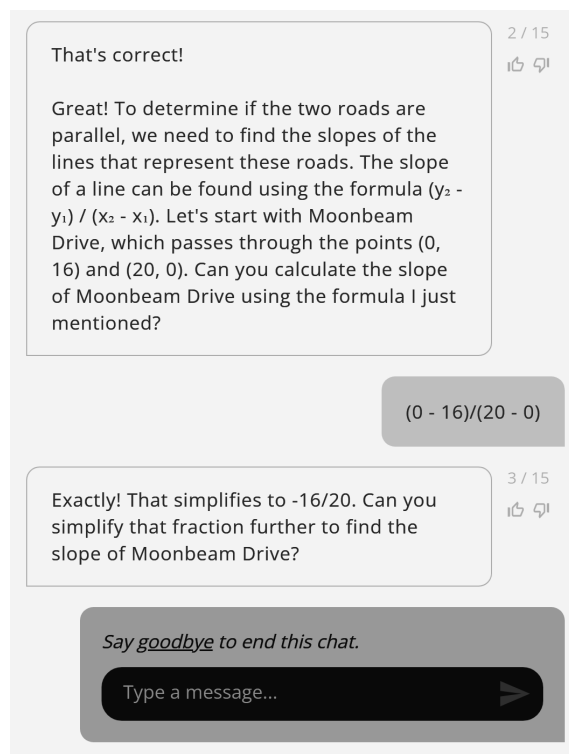 2 / 15
That's correct!
Great! To determine if the two roads are
parallel, we need to find the slopes of the
lines that represent these roads. The slope
of a line can be found using the formula (y₂ -
y₁) / (x₂ - x₁). Let's start with Moonbeam
Drive, which passes through the points (0,
16) and (20, 0). Can you calculate the slope
of Moonbeam Drive using the formula I just
mentioned?
(0 - 16)/(20 - 0)
3 / 15
Exactly! That simplifies to -16/20. Can you
simplify that fraction further to find the
slope of Moonbeam Drive?
Say goodbye to end this chat.
Type a message...